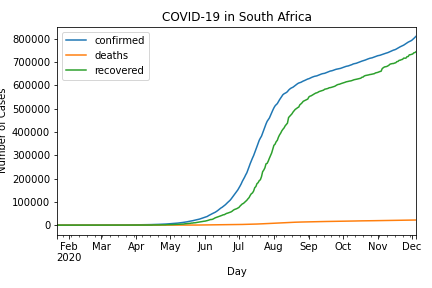 COVID-19 in South Africa
confirmed
deaths
recovered
Number of Cases
800000
700000
600000
500000
400000
300000
200000
100000
0
Feb Mar Apr May Jun Jul Aug Sep Oct Nov Dec
2020
Day